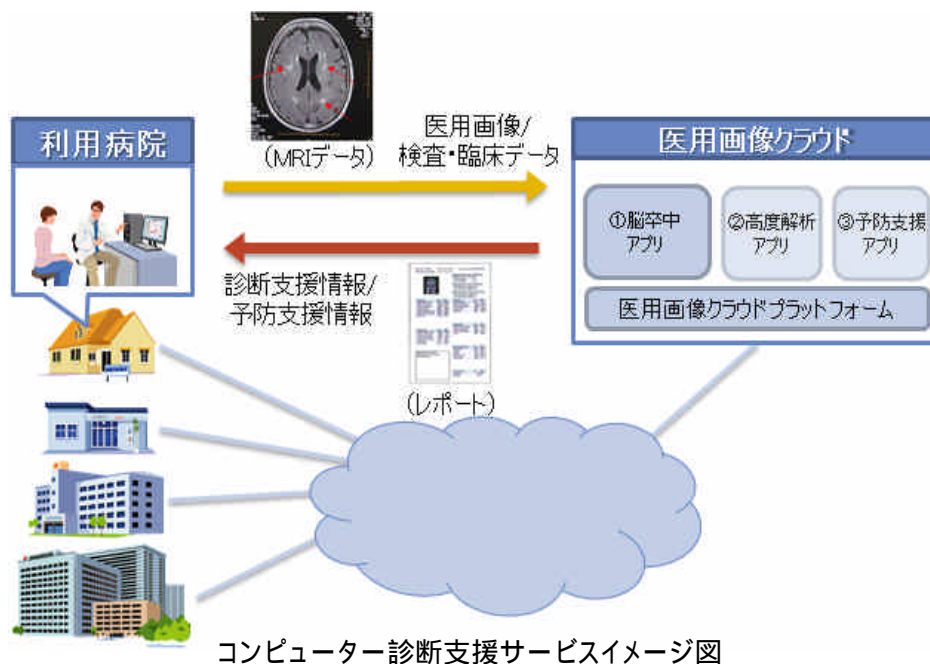 利用病院
(MRIデータ)
医用画像/
検査・臨床データ
診断支援情報/
予防支援情報
(レポート)
医用画像クラウド
①脳卒中
アプリ
②高度解析
アプリ
③予防支援
アプリ
医用画像クラウドプラットフォーム
コンピューター診断支援サービスイメージ図